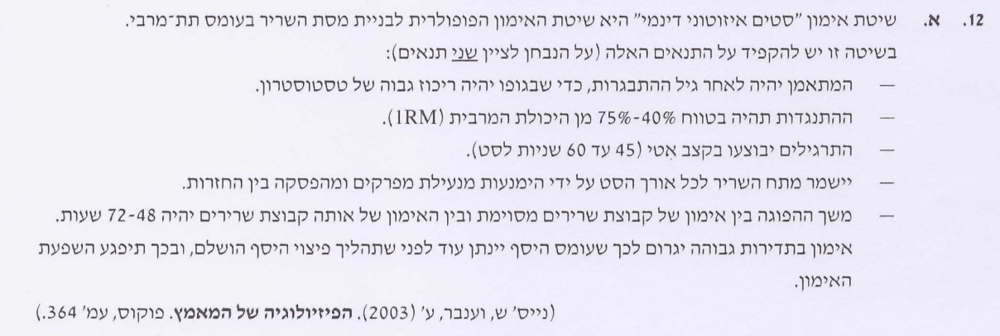 12. א. שיטת אימון "סטים איזוטוני דינמי" היא שיטת האימון הפופולרית לבניית מסת השריר בעומס תת־מרבי.
בשיטה זו יש להקפיד על התנאים האלה (על הנבחן לציין שני תנאים):
— המתאמן יהיה לאחר גיל ההתבגרות, כדי שבגופו יהיה ריכוז גבוה של טסטוסטרון.
— ההתנגדות תהיה בטווח 40%-75% מן היכולת המרבית (1RM).
— התרגילים יבוצעו בקצב אִטי (45 עד 60 שניות לסט).
— יישמר מתח השריר לכל אורך הסט על ידי הימנעות מנעילת מפרקים ומהפסקה בין החזרות.
— משך ההפוגה בין אימון של קבוצת שרירים מסוימת ובין האימון של אותה קבוצת שרירים יהיה 72-48 שעות.
אימון בתדירות גבוהה יגרום לכך שעומס היסף יינתן עוד לפני שתהליך פיצוי היסף הושלם, ובכך תיפגע השפעת
האימון.
(נייס' ש, וענבר, ע' (2003). הפיזיולוגיה של המאמץ. פוקוס, עמ' 364.)